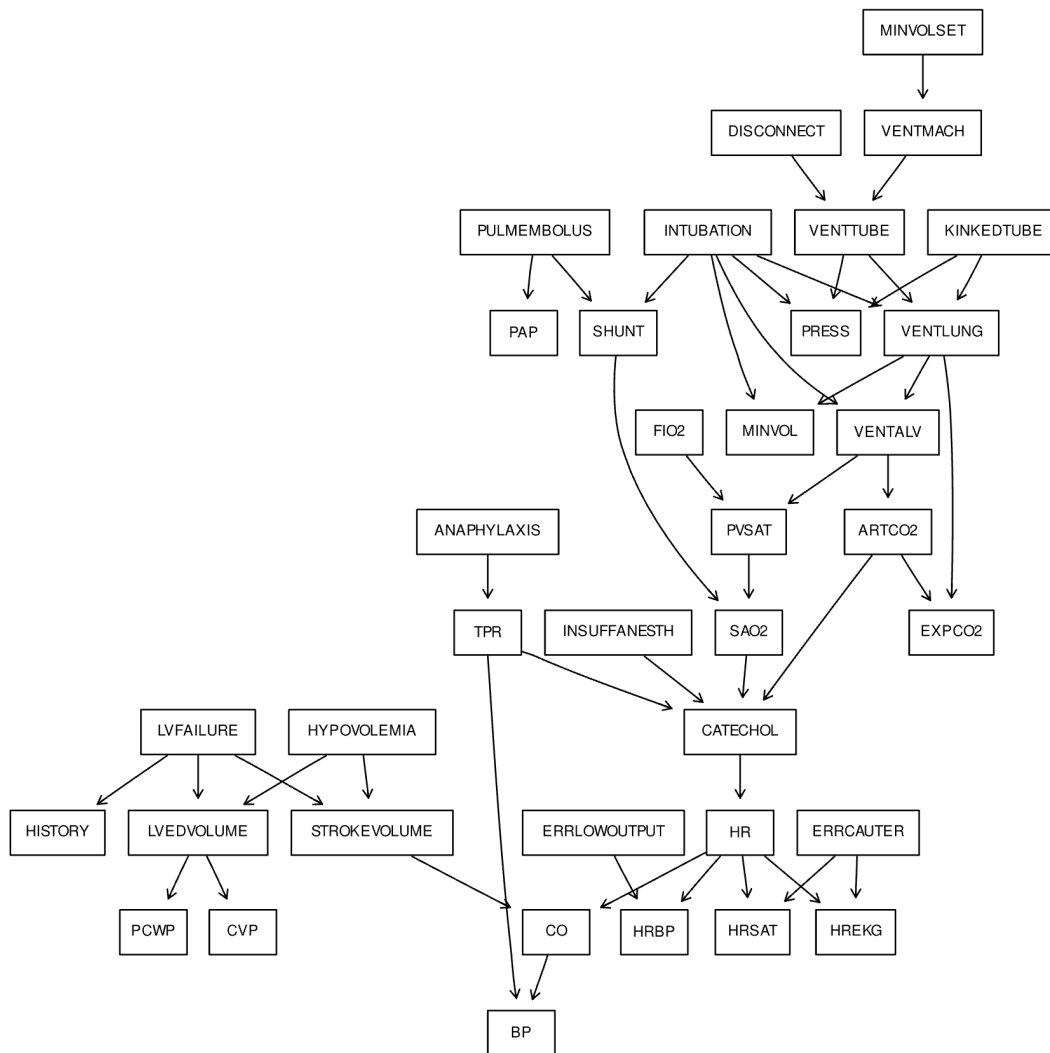 MINVOLSET
DISCONNECT VENTMACH
PULMEMBOLUS INTUBATION VENTTUBE KINKEDTUBE
PAP SHUNT PRESS VENTLUNG
FIO2 MINVOL VENTALV
ANAPHYLAXIS PVSAT ARTCO2
TPR INSUFFANESTH SAO2 EXPCO2
LVFAILURE HYPOVOLEMIA CATECHOL
HISTORY LVEDVOLUME STROKEVOLUME ERRLOWOUTPUT HR ERRCAUTER
PCWP CVP CO HRBP HRSAT HREKG
BP